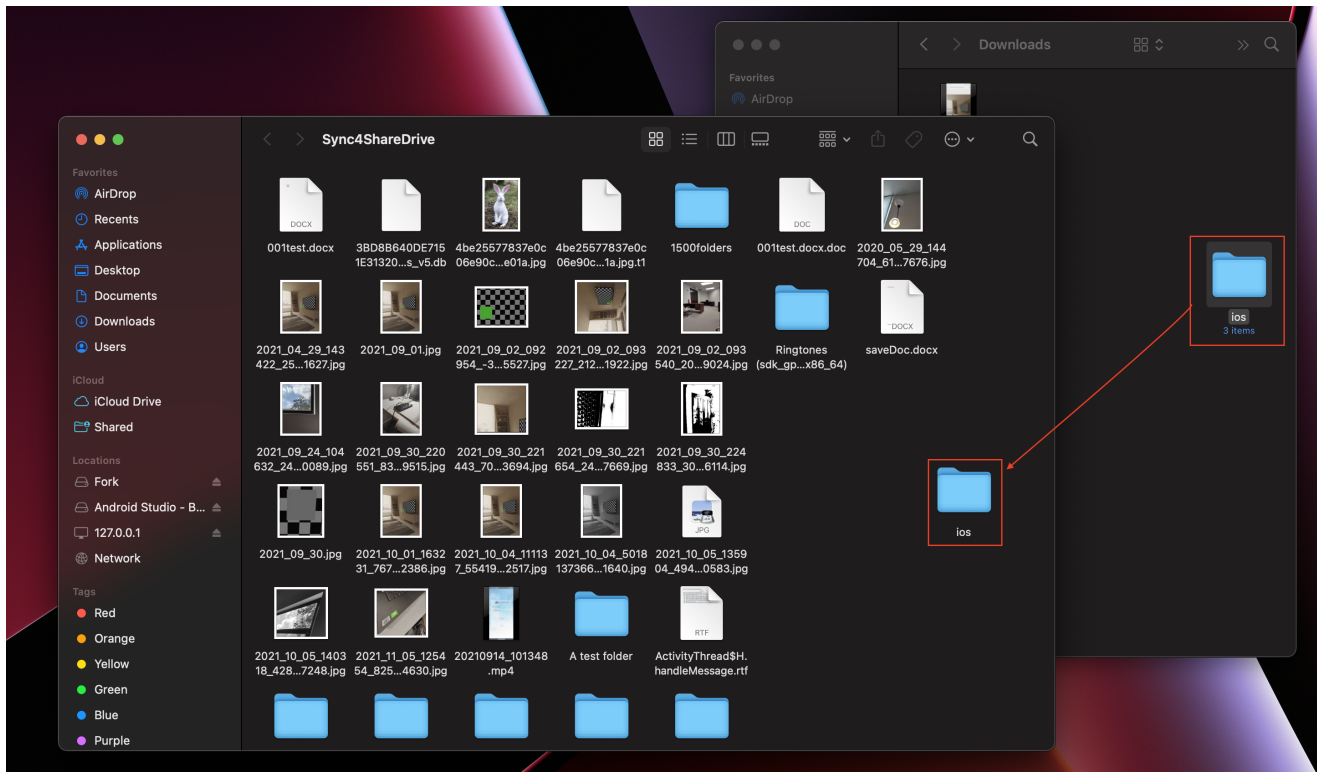 Downloads
Favorites
AirDrop
Sync4ShareDrive
Favorites
AirDrop
Recents
Applications
Desktop
Documents
Downloads
Users
iCloud
iCloud Drive
Shared
Locations
Fork
Android Studio - B...
127.0.0.1
Network
Tags
Red
Orange
Yellow
Green
Blue
Purple
DOCX
001test.docx
3BD8B640DE715
1E31320...s_v5.db
4be25577837e0c
06e90c...e01a.jpg
4be25577837e0c
06e90c...1a.jpg.t1
1500folders
DOC
001test.docx.doc
2020_05_29_144
704_61...7676.jpg
2021_04_29_143
422_25...1627.jpg
2021_09_01.jpg
2021_09_02_092
954_-3...5527.jpg
2021_09_02_093
227_212...1922.jpg
2021_09_02_093
540_20...9024.jpg
Ringtones
(sdk_gp...x86_64)
DOCX
saveDoc.docx
2021_09_24_104
632_24...0089.jpg
2021_09_30_220
551_83...9515.jpg
2021_09_30_221
443_70...3694.jpg
2021_09_30_221
654_24...7669.jpg
2021_09_30_224
833_30...6114.jpg
2021_09_30.jpg
2021_10_01_1632
31_767...2386.jpg
2021_10_04_11113
7_55419...2517.jpg
2021_10_04_5018
137366...1640.jpg
JPG
2021_10_05_1359
04_494...0583.jpg
2021_10_05_1403
18_428...7248.jpg
2021_11_05_1254
54_825...4630.jpg
20210914_101348
.mp4
A test folder
RTF
ActivityThread$H.
handleMessage.rtf
ios
ios
3 items